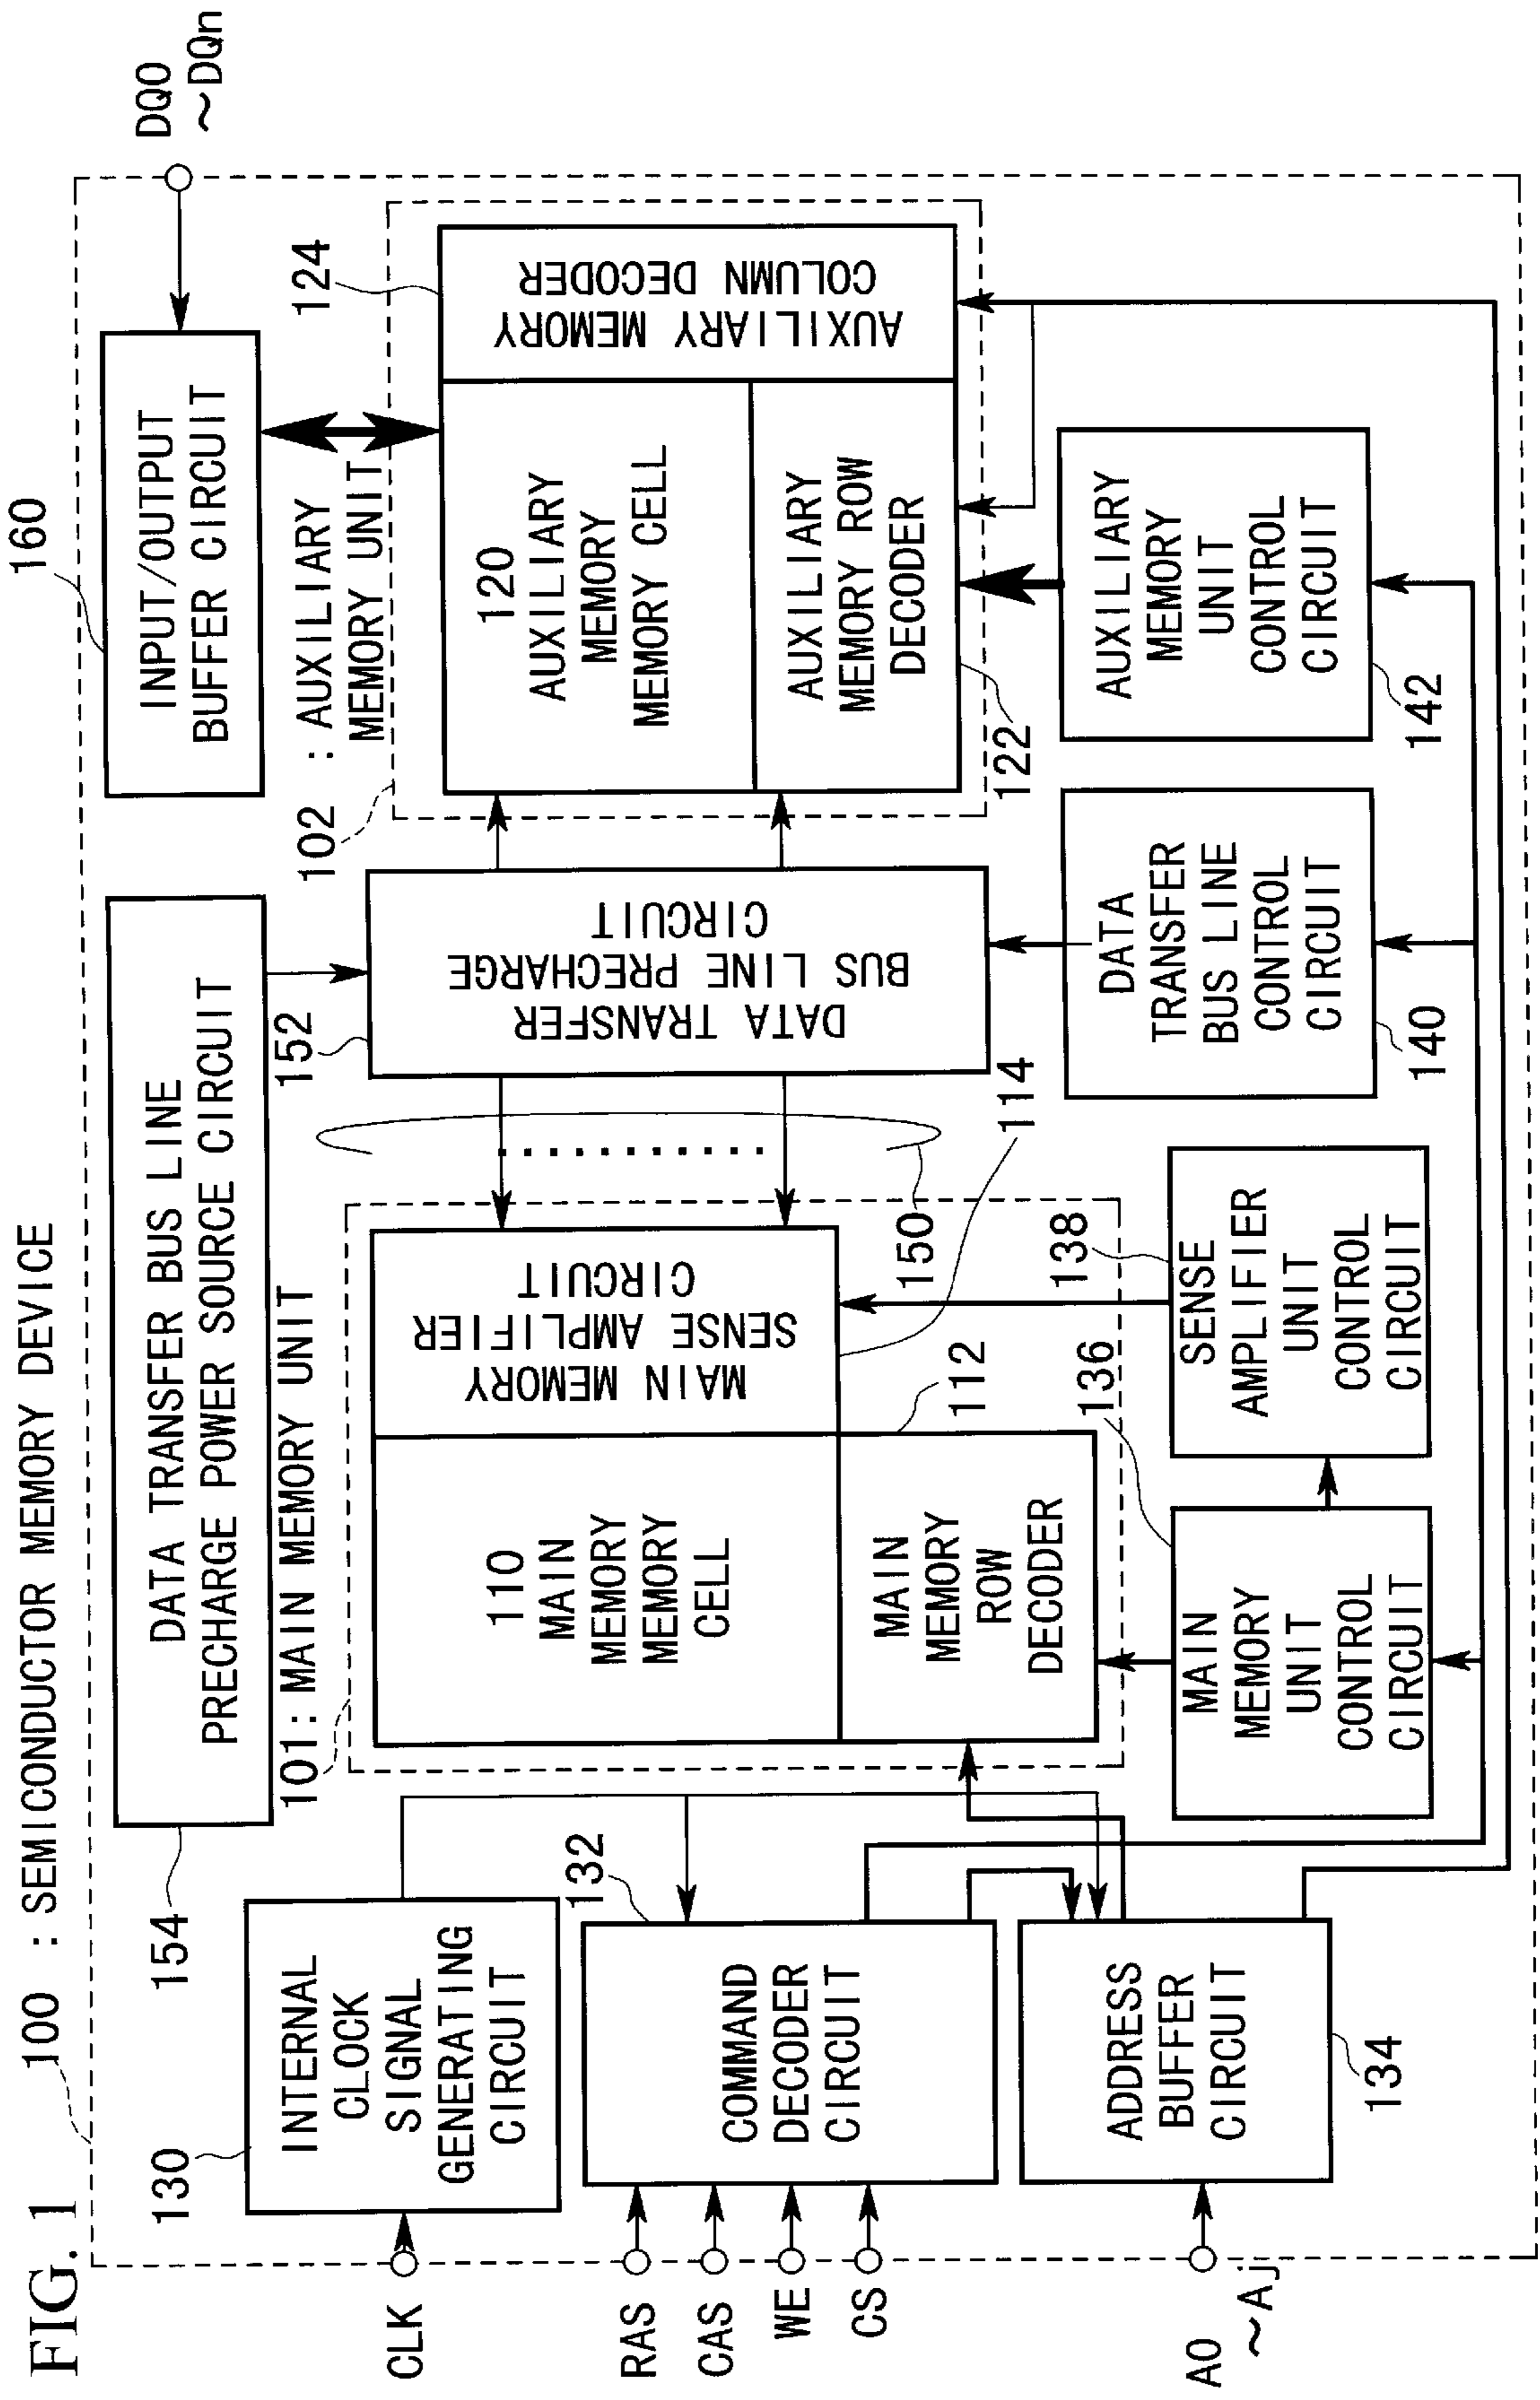 FIG. 1
100 : SEMICONDUCTOR MEMORY DEVICE
154
DATA TRANSFER BUS LINE
PRECHARGE POWER SOURCE CIRCUIT
160
INPUT/OUTPUT
BUFFER CIRCUIT
DQ0
~DQn
130
INTERNAL
CLOCK
SIGNAL
GENERATING
CIRCUIT
CLK
101: MAIN MEMORY UNIT
110
MAIN
MEMORY
MEMORY
CELL
MAIN MEMORY
SENSE AMPLIFIER
CIRCUIT
MAIN
MEMORY
ROW
DECODER
112
114
150
152
DATA TRANSFER
BUS LINE PRECHARGE
CIRCUIT
102 : AUXILIARY
MEMORY UNIT
124
120
AUXILIARY
MEMORY
MEMORY CELL
AUXILIARY MEMORY
COLUMN DECODER
AUXILIARY
MEMORY ROW
DECODER
122
132
COMMAND
DECODER
CIRCUIT
RAS
CAS
WE
CS
134
ADDRESS
BUFFER
CIRCUIT
A0
~Aj
136
MAIN
MEMORY
UNIT
CONTROL
CIRCUIT
138
SENSE
AMPLIFIER
UNIT
CONTROL
CIRCUIT
140
DATA
TRANSFER
BUS LINE
CONTROL
CIRCUIT
142
AUXILIARY
MEMORY
UNIT
CONTROL
CIRCUIT